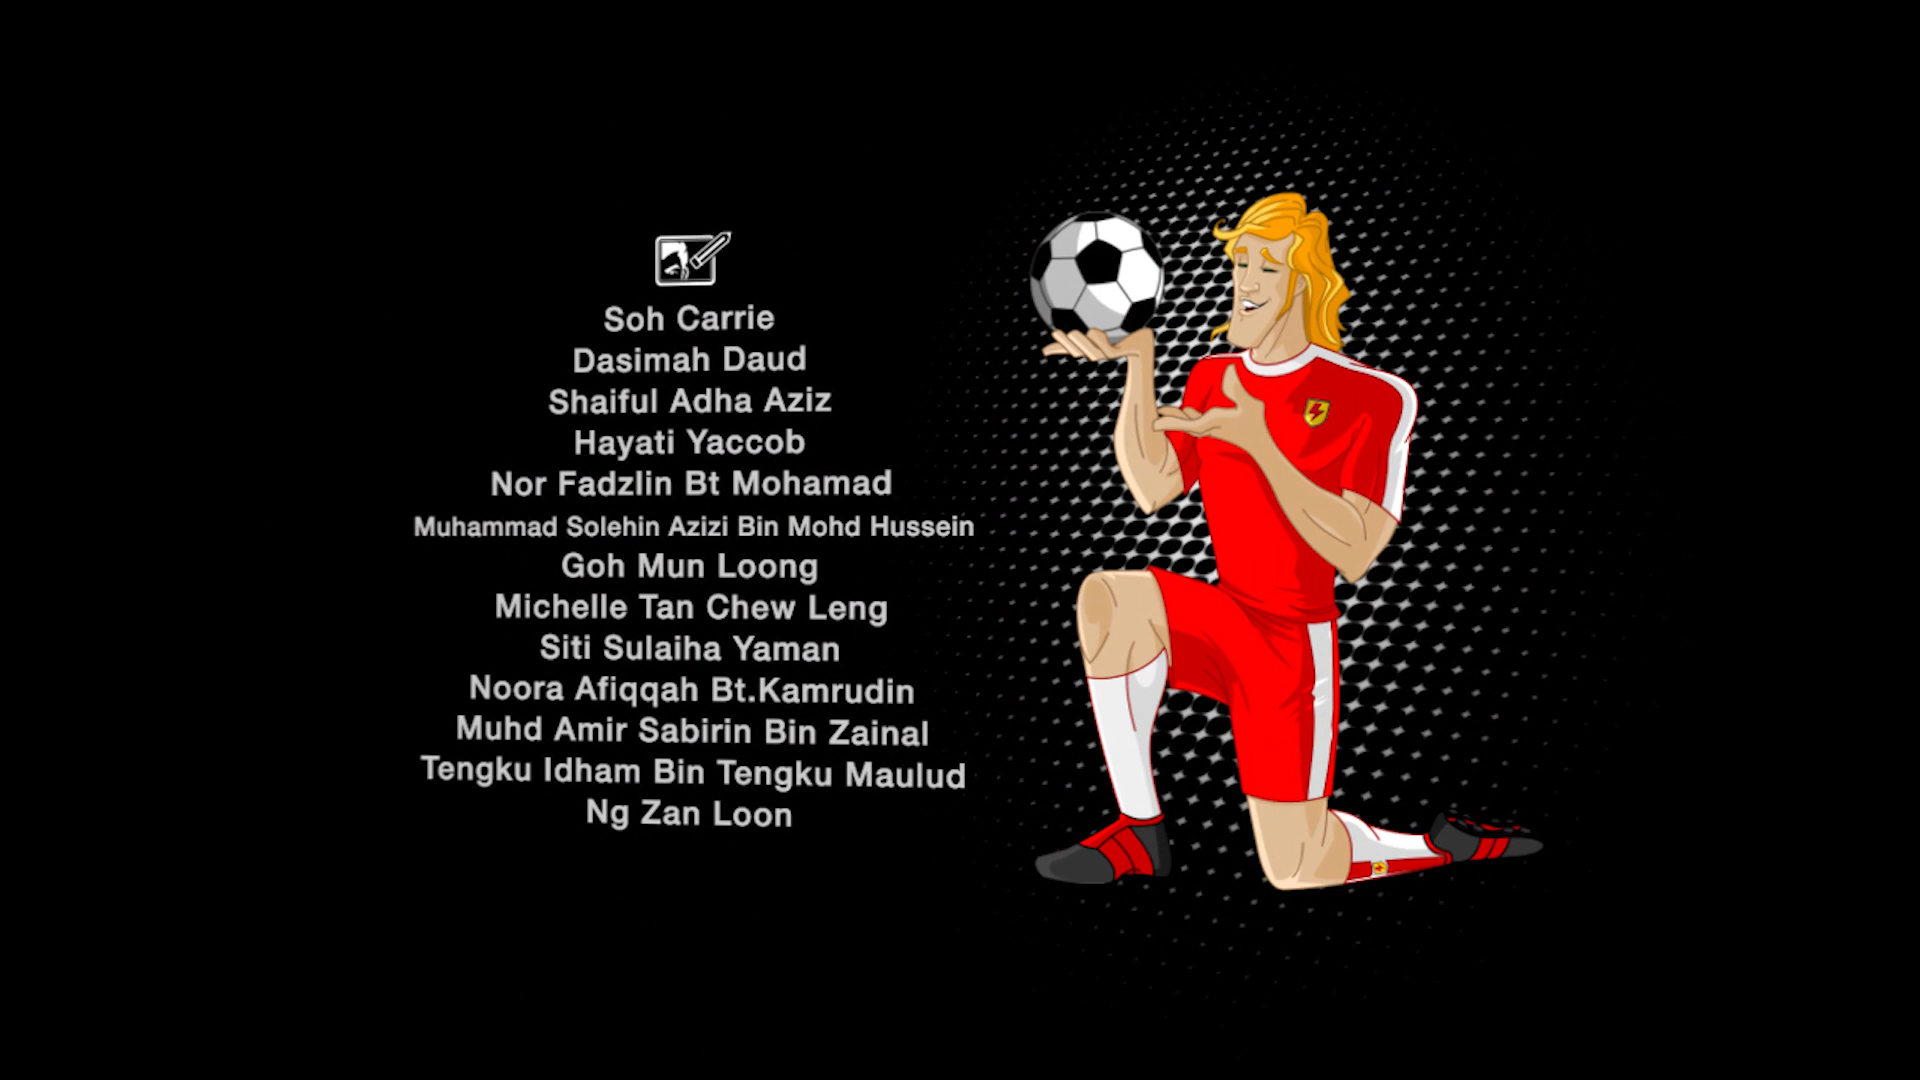 Soh Carrie
Dasimah Daud
Shaiful Adha Aziz
Hayati Yaccob
Nor Fadzlin Bt Mohamad
Muhammad Solehin Azizi Bin Mohd Hussein
Goh Mun Loong
Michelle Tan Chew Leng
Siti Sulaiha Yaman
Noora Afiqqah Bt.Kamrudin
Muhd Amir Sabirin Bin Zainal
Tengku Idham Bin Tengku Maulud
Ng Zan Loon